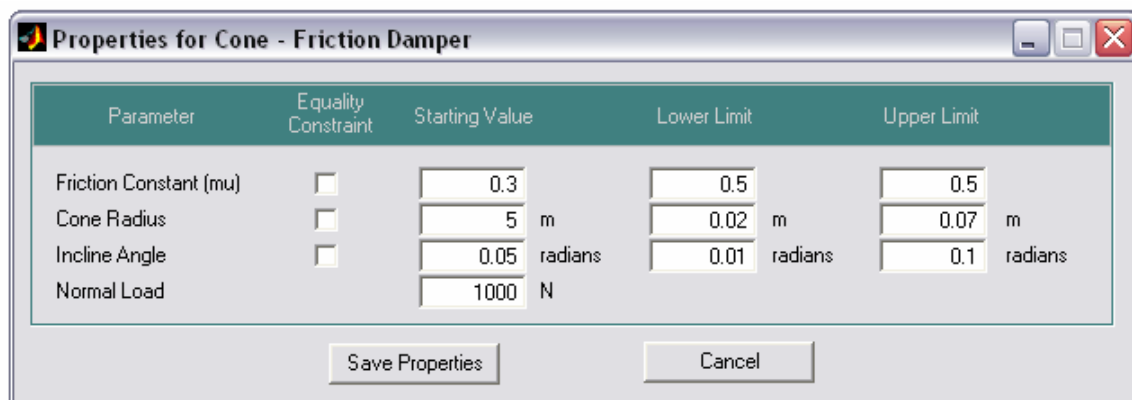 Properties for Cone - Friction Damper
Parameter Equality Constraint Starting Value Lower Limit Upper Limit
Friction Constant (mu) 0.3 0.5 0.5
Cone Radius 5 m 0.02 m 0.07 m
Incline Angle 0.05 radians 0.01 radians 0.1 radians
Normal Load 1000 N
Save Properties Cancel